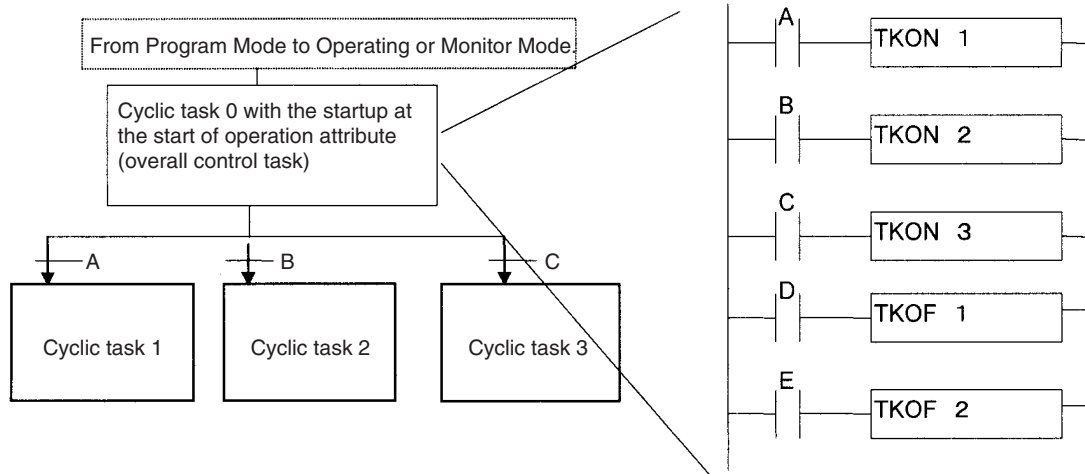 From Program Mode to Operating or Monitor Mode.
Cyclic task 0 with the startup at
the start of operation attribute
(overall control task)
A
B
C
Cyclic task 1
Cyclic task 2
Cyclic task 3
A
TKON 1
B
TKON 2
C
TKON 3
D
TKOF 1
E
TKOF 2